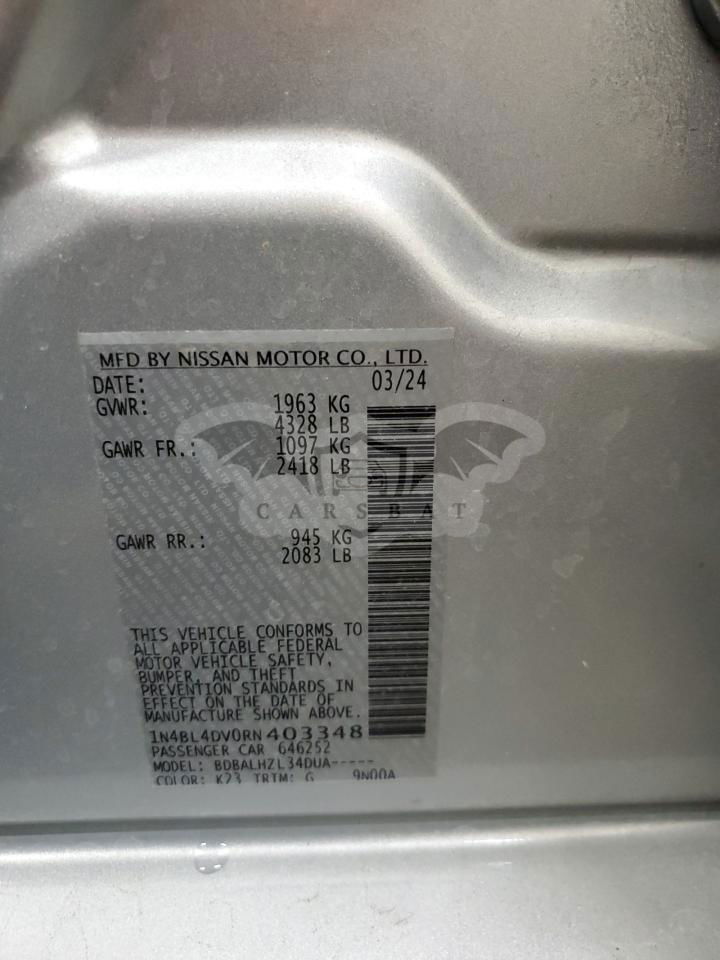 MFD BY NISSAN MOTOR CO., LTD.
DATE: 03/24
GVWR: 1963 KG
4328 LB
GAWR FR.: 1097 KG
2418 LB
CARSBAT
GAWR RR.: 945 KG
2083 LB
THIS VEHICLE CONFORMS TO
ALL APPLICABLE FEDERAL
MOTOR VEHICLE SAFETY,
BUMPER, AND THEFT
PREVENTION STANDARDS IN
EFFECT ON THE DATE OF
MANUFACTURE SHOWN ABOVE.
1N4BL4DV0RN403348
PASSENGER CAR 646252
MODEL: BDBALHZL34DUA-----
COLOR: K23 TRIM: G 9N00A